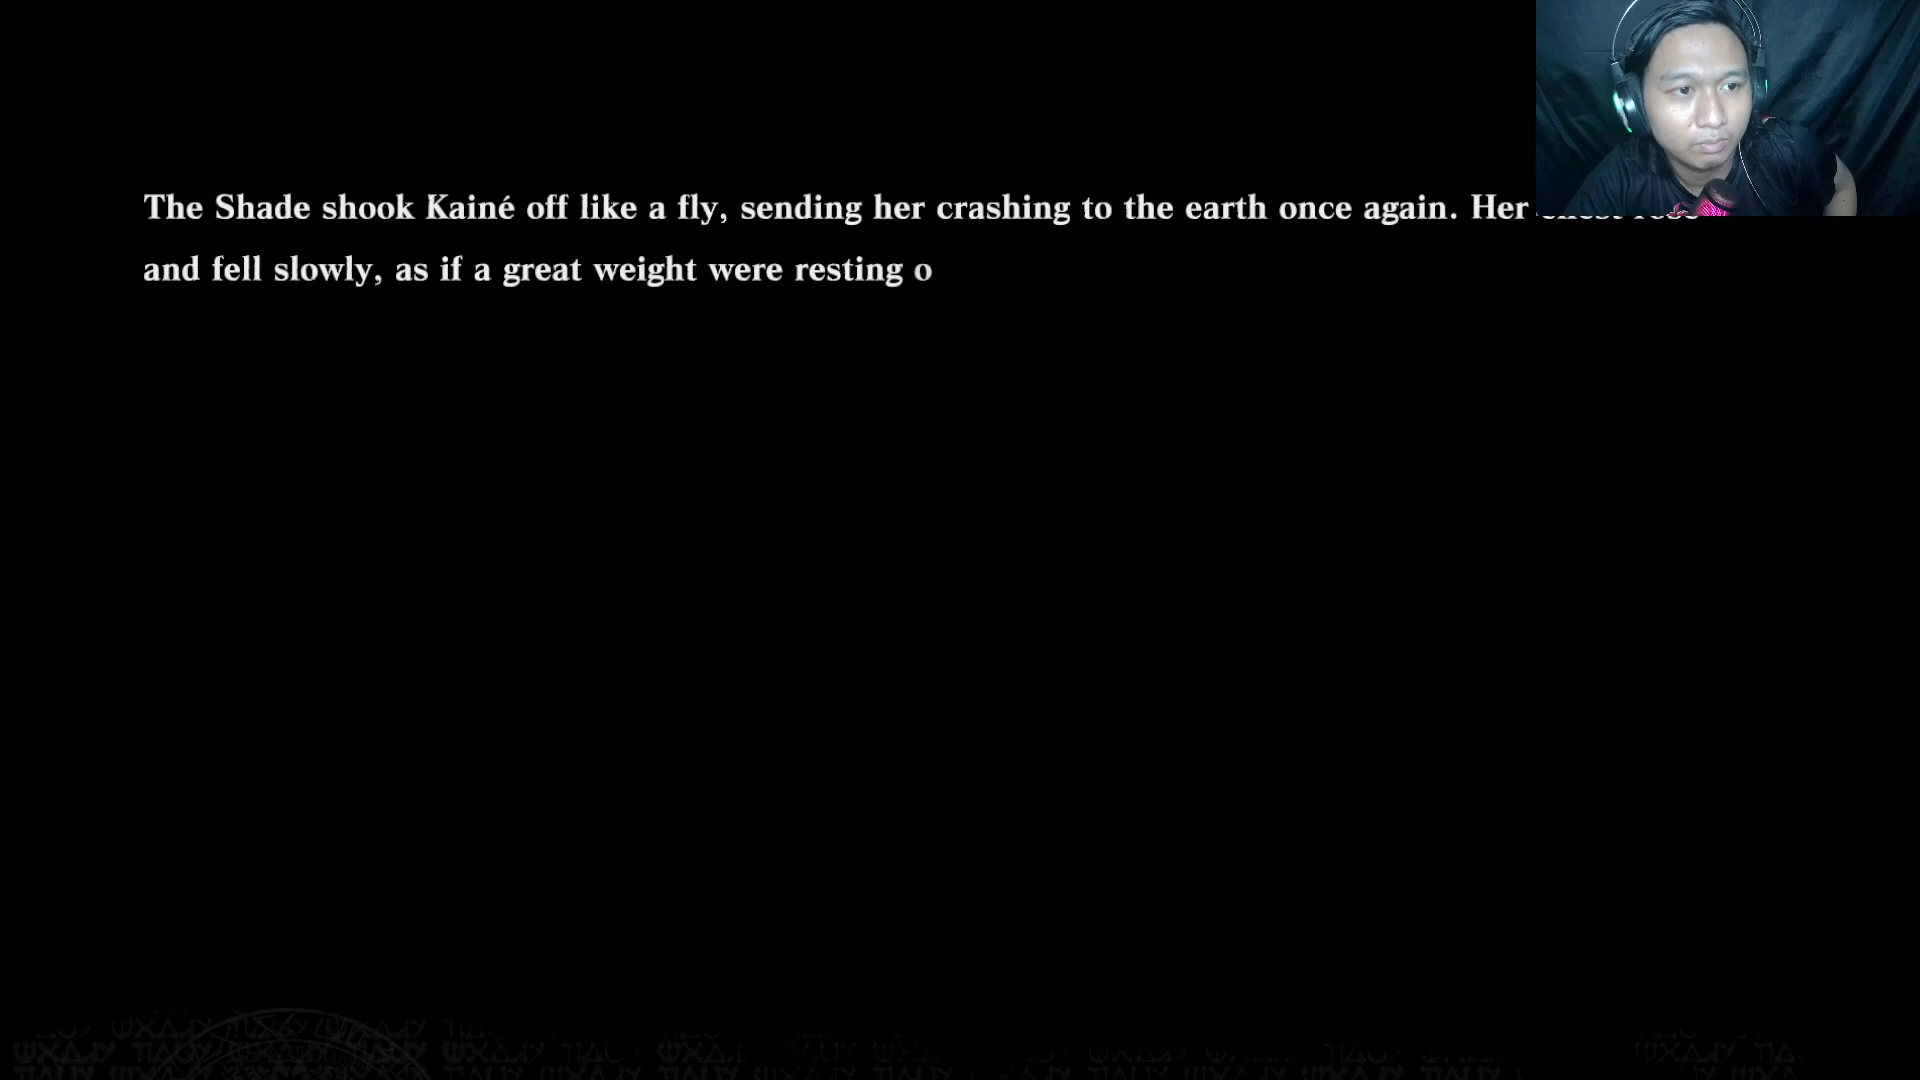 The Shade shook Kainé off like a fly, sending her crashing to the earth once again. Her
and fell slowly, as if a great weight were resting o